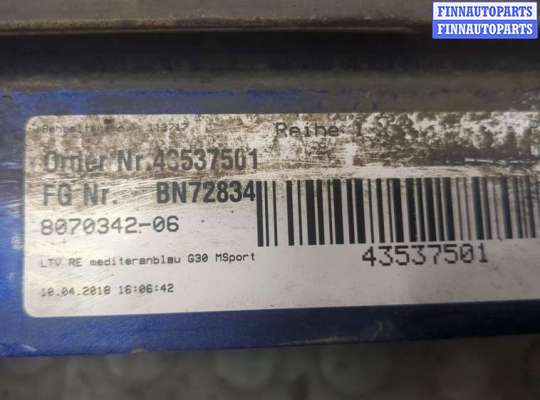 FINNAUTOPARTS
FINNAUTOPARTS
Reihe 1
Order Nr.43537501
FG Nr. BN72834
8070342-06
43537501
LTV RE mediteranblau G30 MSport
10.04.2018 16:06:42